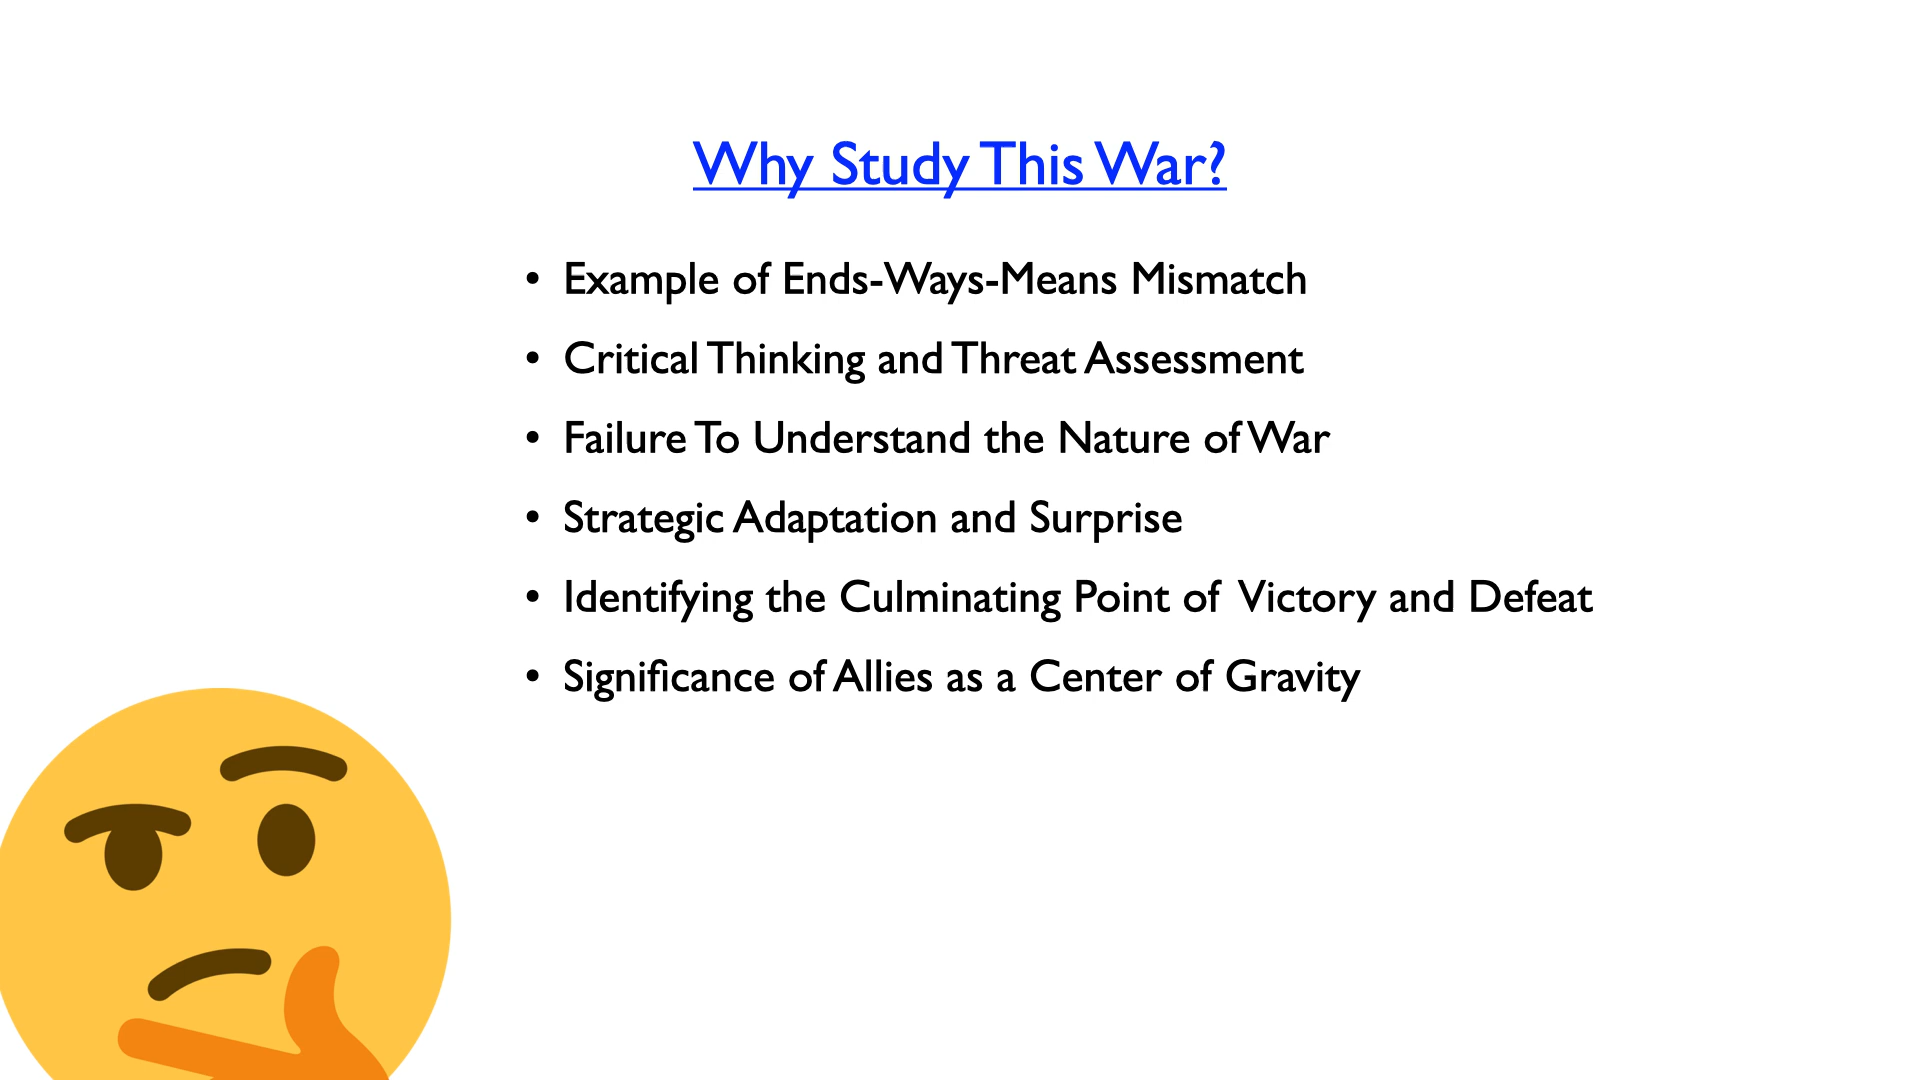 Why Study This War?
• Example of Ends-Ways-Means Mismatch
• Critical Thinking and Threat Assessment
• Failure To Understand the Nature of War
• Strategic Adaptation and Surprise
• Identifying the Culminating Point of Victory and Defeat
• Significance of Allies as a Center of Gravity